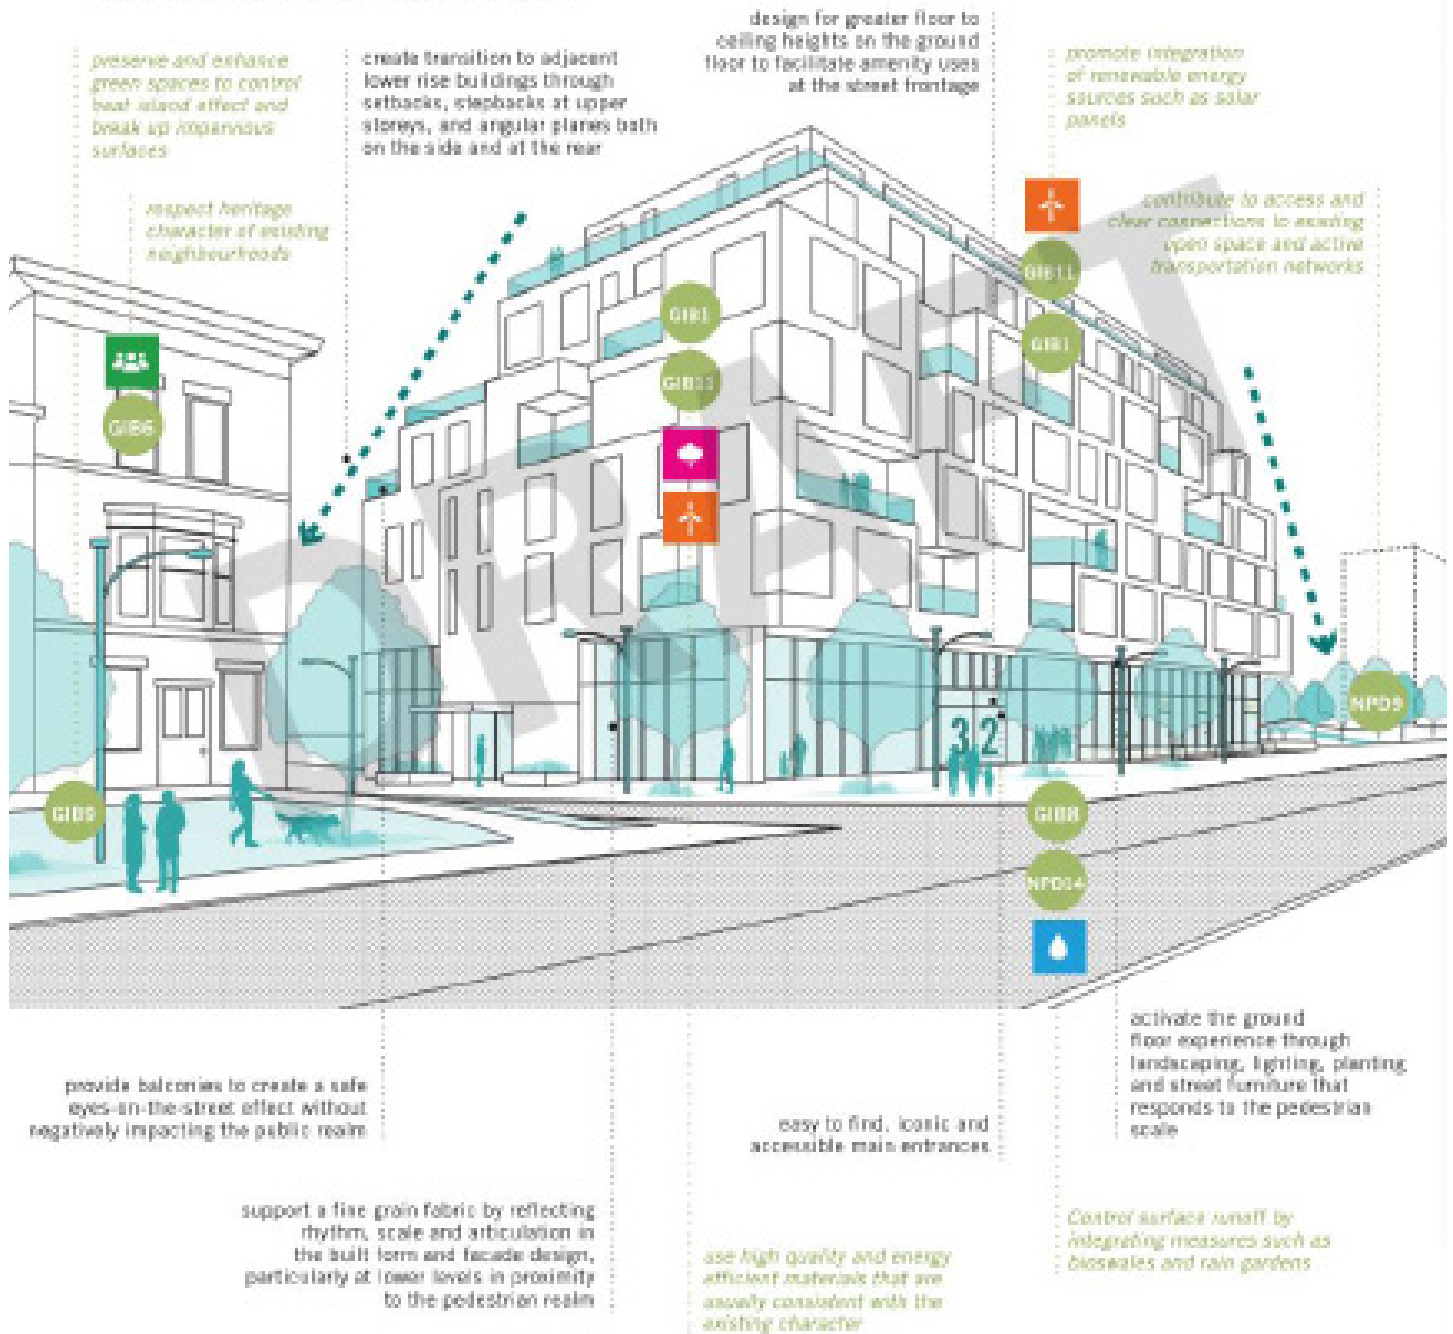 preserve and enhance
green spaces to control
heat island effect and
break up impervious
surfaces
create transition to adjacent
lower rise buildings through
setbacks, stepbacks at upper
storeys, and angular planes both
on the side and at the rear
design for greater floor to
ceiling heights on the ground
floor to facilitate amenity uses
at the street frontage
promote integration
of renewable energy
sources such as solar
panels
respect heritage
character of existing
neighbourhoods
contribute to access and
clear connections to existing
open space and active
transportation networks
GIB11
GIB1
GIB1
GIB11
GIB6
DRAFT
NPD9
32
GIB9
GIB8
NPD14
provide balconies to create a safe
eyes-on-the-street effect without
negatively impacting the public realm
easy to find, iconic and
accessible main entrances
activate the ground
floor experience through
landscaping, lighting, planting
and street furniture that
responds to the pedestrian
scale
support a fine grain fabric by reflecting
rhythm, scale and articulation in
the built form and facade design,
particularly at lower levels in proximity
to the pedestrian realm
use high quality and energy
efficient materials that are
usually consistent with the
existing character
Control surface runoff by
integrating measures such as
bioswales and rain gardens